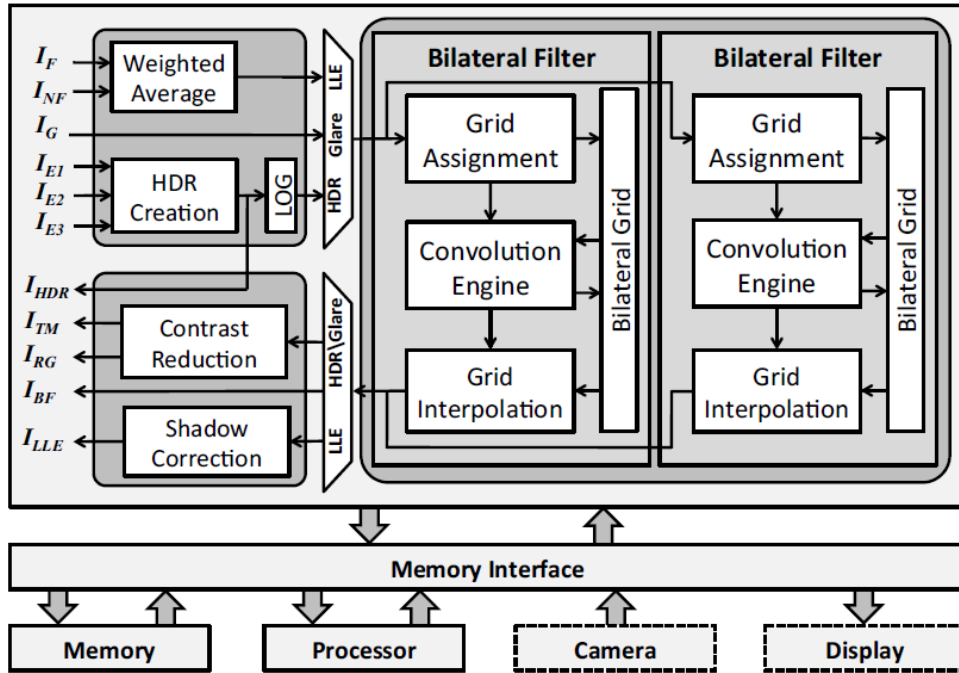 I_F
I_NF
I_G
I_E1
I_E2
I_E3
Weighted
Average
HDR
Creation
LOG
LLE
Glare
HDR
I_HDR
I_TM
I_RG
I_BF
I_LLE
Contrast
Reduction
Shadow
Correction
HDR\Glare
LLE
Bilateral Filter
Grid
Assignment
Convolution
Engine
Grid
Interpolation
Bilateral Grid
Bilateral Filter
Grid
Assignment
Convolution
Engine
Grid
Interpolation
Bilateral Grid
Memory Interface
Memory
Processor
Camera
Display